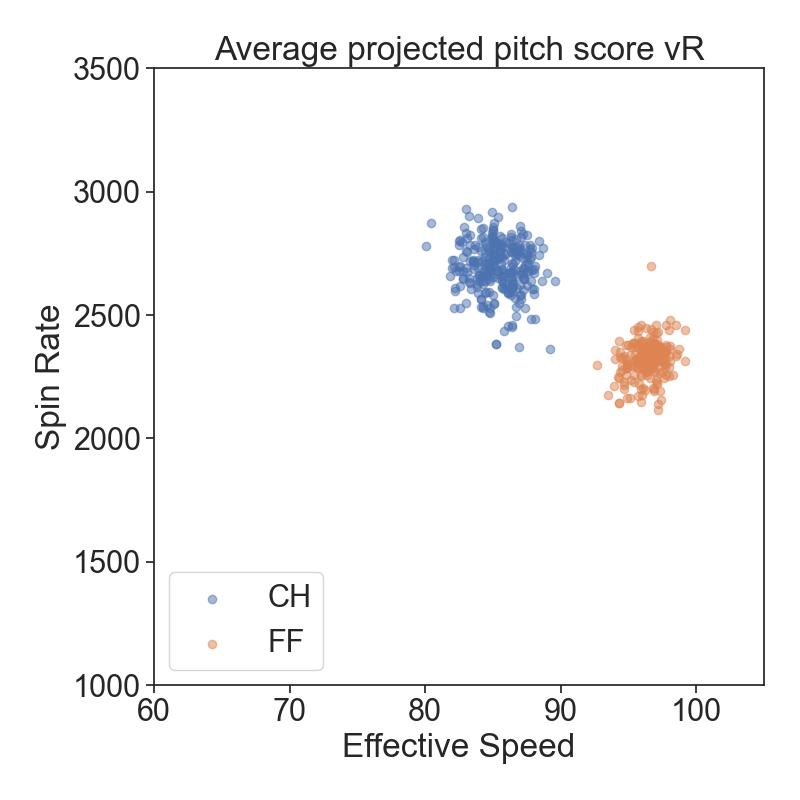 Average projected pitch score vR
3500
3000
2500
2000
1500
1000
Spin Rate
CH
FF
60 70 80 90 100
Effective Speed